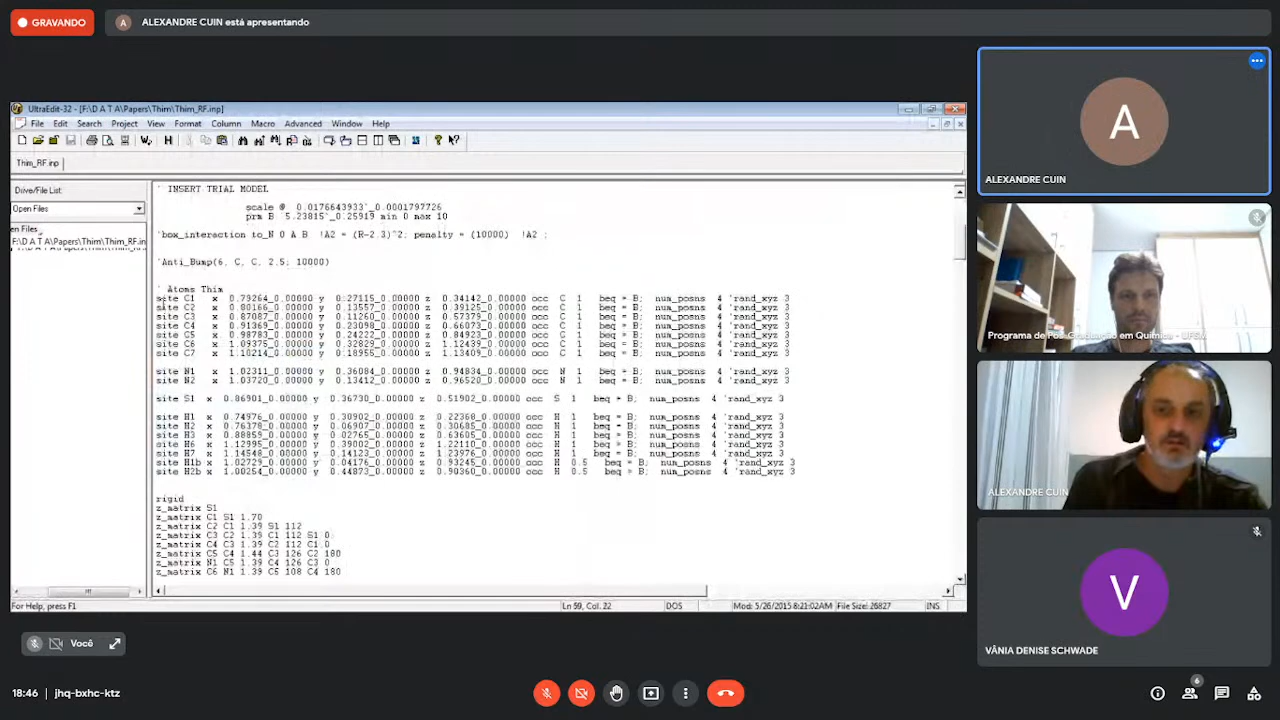 GRAVANDO
A
ALEXANDRE CUIN está apresentando
UltraEdit-32 - [F:\D A T A\Papers\Thim\Thim_RF.inp]
File Edit Search Project View Format Column Macro Advanced Window Help
Thim_RF.inp
Drive/File List:
Open Files
en Files
F:\D A T A\Papers\Thim\Thim_RF.in
' INSERT TRIAL MODEL
scale @ 0.0176643933`_0.0001797726
prm B 5.23815`_0.25919 min 0 max 10
'box_interaction to_N 0 A B !A2 = (R-2.3)^2; penalty = (10000) !A2 ;
'Anti_Bump(6, C, C, 2.5; 10000)
' Atoms Thim
site C1 x 0.79264_0.00000 y 0.27115_0.00000 z 0.34142_0.00000 occ C 1 beq = B; num_posns 4 'rand_xyz 3
site C2 x 0.80166_0.00000 y 0.13557_0.00000 z 0.39125_0.00000 occ C 1 beq = B; num_posns 4 'rand_xyz 3
site C3 x 0.87087_0.00000 y 0.11250_0.00000 z 0.57379_0.00000 occ C 1 beq = B; num_posns 4 'rand_xyz 3
site C4 x 0.91369_0.00000 y 0.23098_0.00000 z 0.66073_0.00000 occ C 1 beq = B; num_posns 4 'rand_xyz 3
site C5 x 0.98783_0.00000 y 0.24229_0.00000 z 0.84923_0.00000 occ C 1 beq = B; num_posns 4 'rand_xyz 3
site C6 x 1.09375_0.00000 y z 1.12639_0.00000 occ C 1 beq = B; num_posns 4 'rand_xyz 3
site C7 x 1.10214_0.00000 y 0.18955_0.00000 z 1.13409_0.00000 occ C 1 beq = B; num_posns 4 'rand_xyz 3
site N1 x 1.02311_0.00000 y 0.36084_0.00000 z 0.94834_0.00000 occ N 1 beq = B; num_posns 4 'rand_xyz 3
site N2 x 1.03720_0.00000 y 0.13412_0.00000 z 0.96520_0.00000 occ N 1 beq = B; num_posns 4 'rand_xyz 3
site S1 x 0.86901_0.00000 y 0.36730_0.00000 z 0.51902_0.00000 occ S 1 beq = B; num_posns 4 'rand_xyz 3
site H1 x 0.74976_0.00000 y 0.30902_0.00000 z 0.22368_0.00000 occ H 1 beq = B; num_posns 4 'rand_xyz 3
site H2 x 0.76378_0.00000 y 0.06907_0.00000 z 0.30685_0.00000 occ H 1 beq = B; num_posns 4 'rand_xyz 3
site H3 x 0.88859_0.00000 y 0.02765_0.00000 z 0.63605_0.00000 occ H 1 beq = B; num_posns 4 'rand_xyz 3
site H6 x 1.12995_0.00000 y 0.39002_0.00000 z 1.22110_0.00000 occ H 1 beq = B; num_posns 4 'rand_xyz 3
site H7 x 1.14548_0.00000 y 0.14123_0.00000 z 1.23976_0.00000 occ H 1 beq = B; num_posns 4 'rand_xyz 3
site H1b x 1.02729_0.00000 y 0.04176_0.00000 z 0.93245_0.00000 occ H 0.5 beq = B; num_posns 4 'rand_xyz 3
site H2b x 1.00254_0.00000 y 0.44873_0.00000 z 0.90360_0.00000 occ H 0.5 beq = B; num_posns 4 'rand_xyz 3
rigid
z_matrix S1
z_matrix C1 S1 1.70
z_matrix C2 C1 1.39 S1 112
z_matrix C3 C2 1.39 C1 112 S1 0
z_matrix C4 C3 1.39 C2 112 C1 0
z_matrix C5 C4 1.44 C3 126 C2 180
z_matrix N1 C5 1.39 C4 126 C3 0
z_matrix C6 N1 1.39 C5 108 C4 180
For Help, press F1
Ln 59, Col. 22
DOS
Mod: 5/26/2015 8:21:02AM
File Size: 26827
INS
A
ALEXANDRE CUIN
Programa de Pós-Graduação em Química - UFSM
ALEXANDRE CUIN
V
VÂNIA DENISE SCHWADE
Você
18:46 | jhq-bxhc-ktz
6